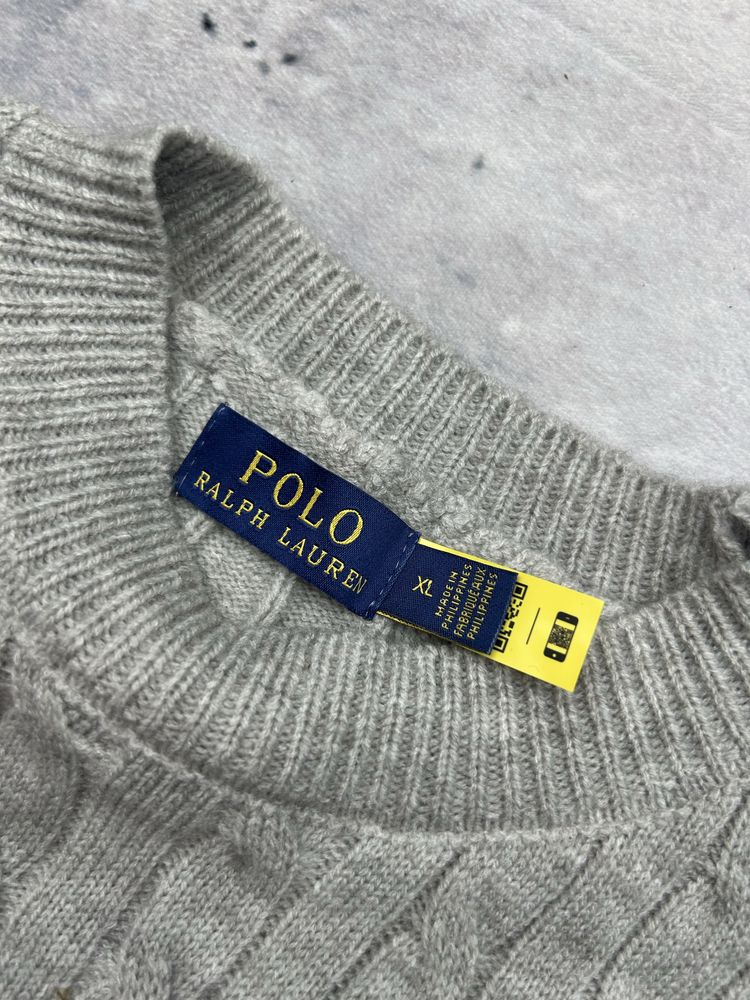 POLO
RALPH LAUREN
XL
MADE IN
PHILIPPINES
FABRIQUÉ AUX
PHILIPPINES